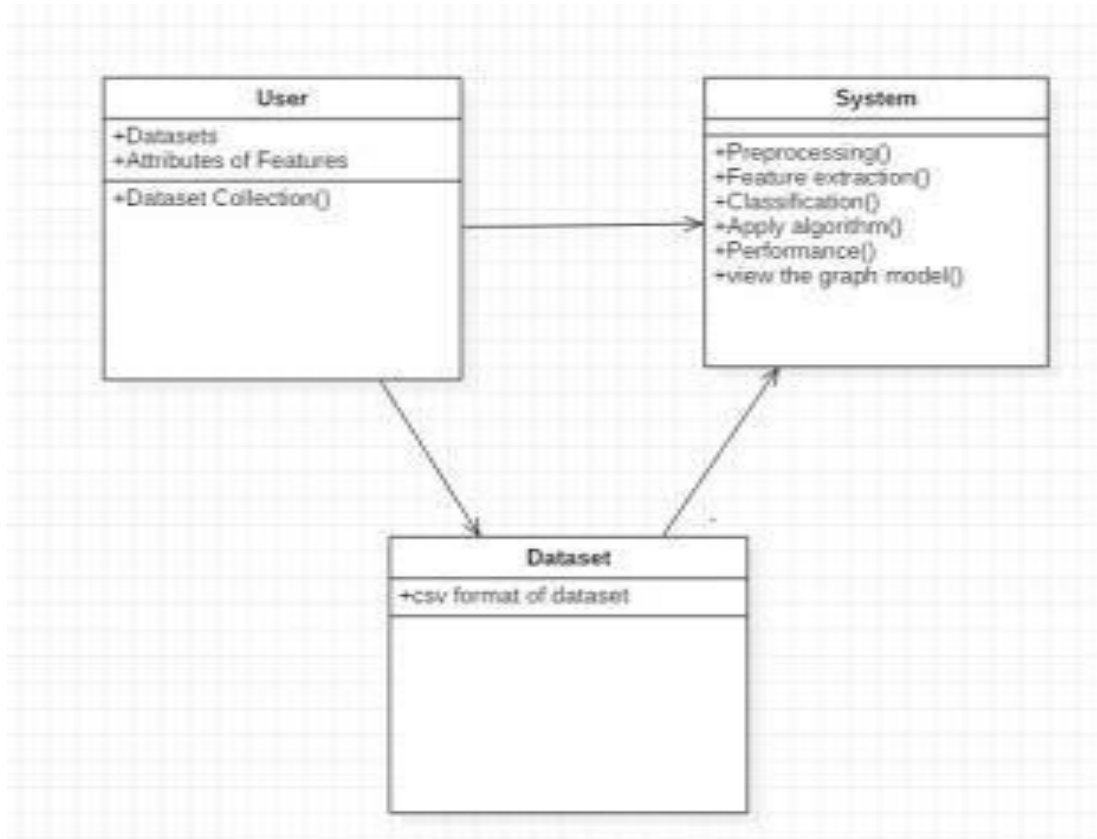 User
+Datasets
+Attributes of Features
+Dataset Collection()
System
+Preprocessing()
+Feature extraction()
+Classification()
+Apply algorithm()
+Performance()
+view the graph model()
Dataset
+csv format of dataset